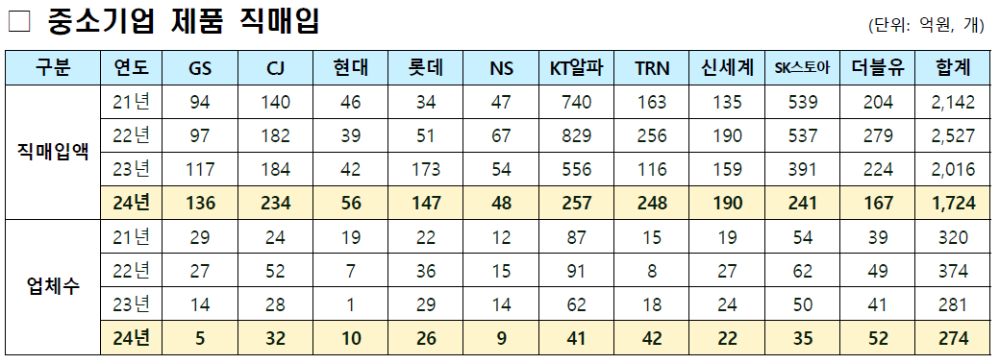 □ 중소기업 제품 직매입
(단위: 억원, 개)
구분 연도 GS CJ 현대 롯데 NS KT알파 TRN 신세계 SK스토아 더블유 합계
직매입액
21년 94 140 46 34 47 740 163 135 539 204 2,142
22년 97 182 39 51 67 829 256 190 537 279 2,527
23년 117 184 42 173 54 556 116 159 391 224 2,016
24년 136 234 56 147 48 257 248 190 241 167 1,724
업체수
21년 29 24 19 22 12 87 15 19 54 39 320
22년 27 52 7 36 15 91 8 27 62 49 374
23년 14 28 1 29 14 62 18 24 50 41 281
24년 5 32 10 26 9 41 42 22 35 52 274